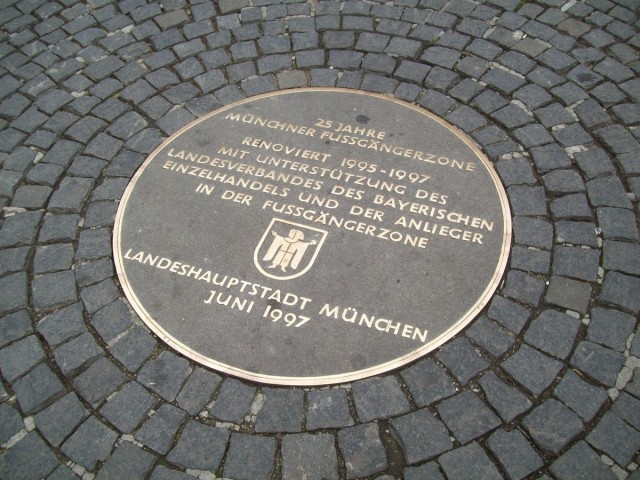 25 JAHRE
MÜNCHNER FUSSGÄNGERZONE
RENOVIERT 1995-1997
MIT UNTERSTÜTZUNG DES
LANDESVERBANDES DES BAYERISCHEN
EINZELHANDELS UND DER ANLIEGER
IN DER FUSSGÄNGERZONE
LANDESHAUPTSTADT MÜNCHEN
JUNI 1997